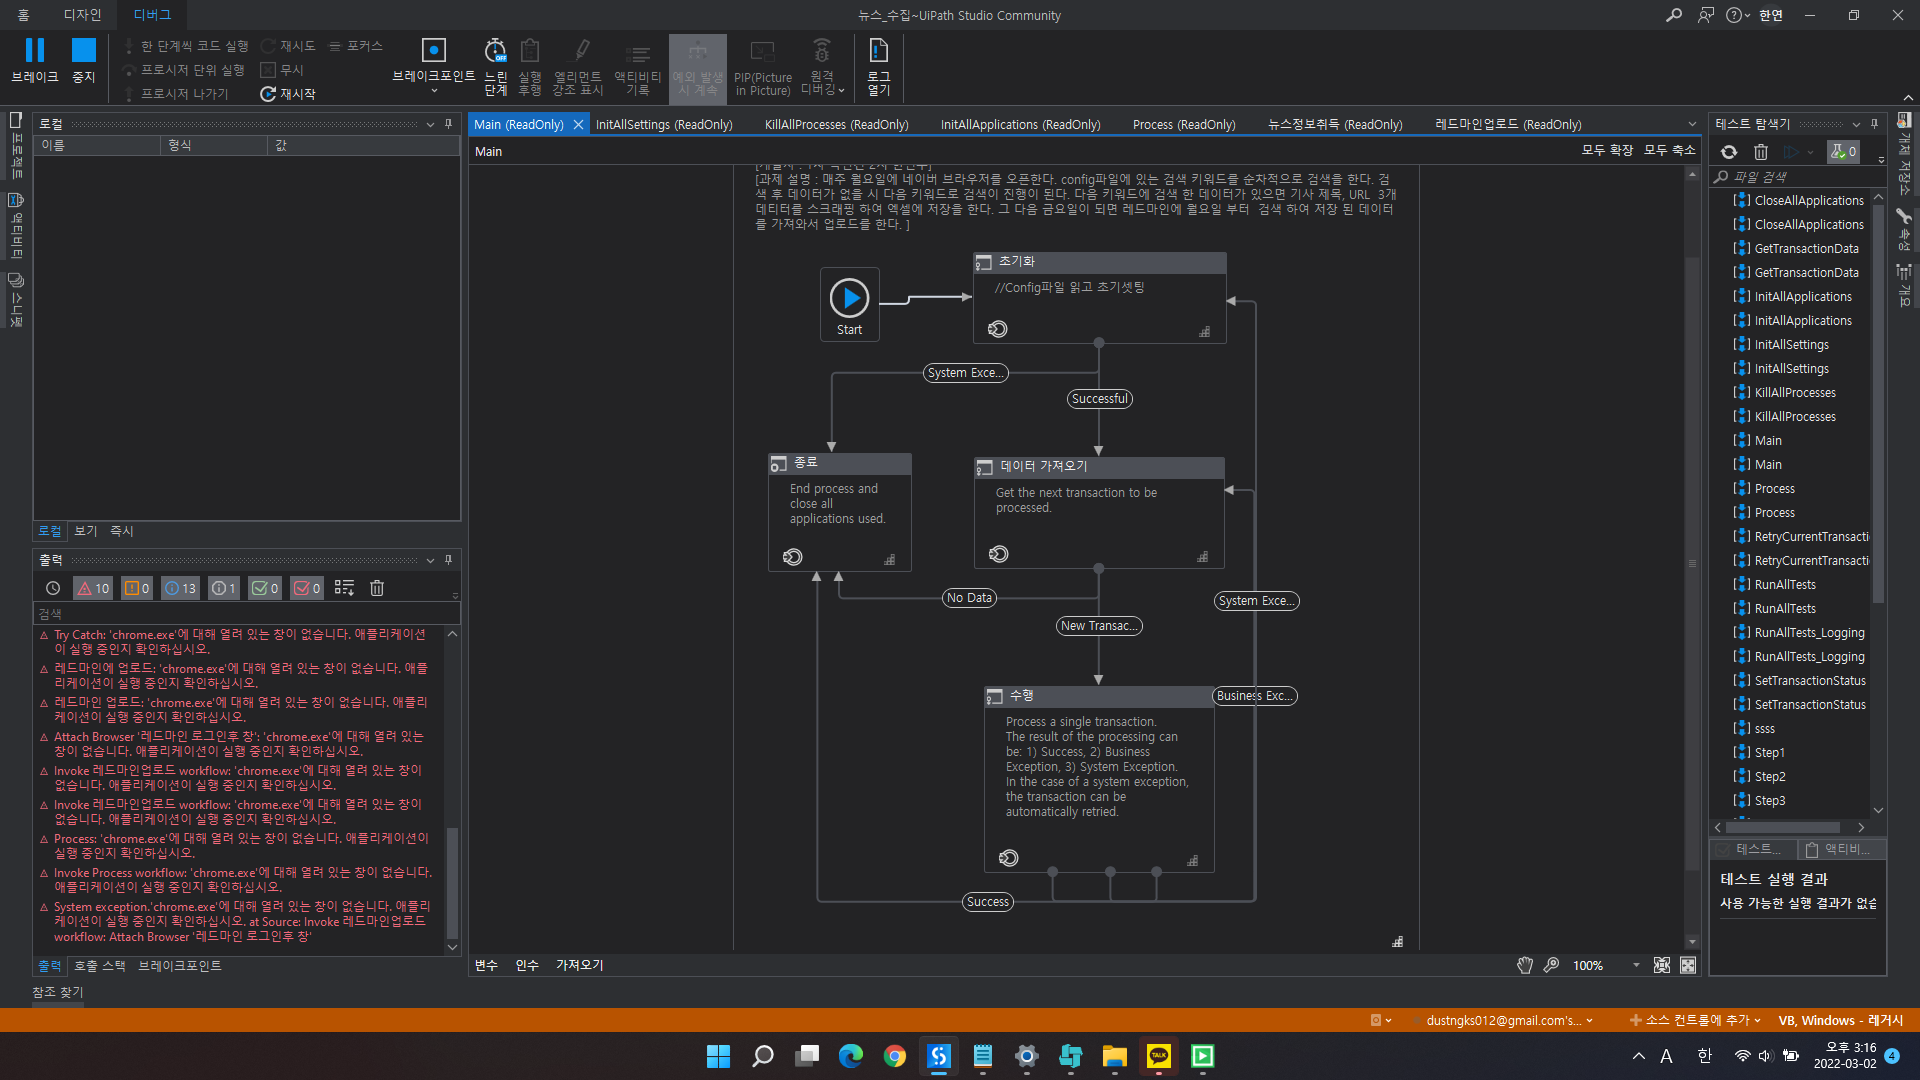 홈
디자인
디버그
뉴스_수집~UiPath Studio Community
한연
브레이크
중지
한 단계씩 코드 실행
프로시저 단위 실행
프로시저 나가기
재시도
무시
재시작
포커스
브레이크포인트
느린
단계
실행
후행
엘리먼트
강조 표시
액티비티
기록
예외 발생
시 계속
PIP(Picture
in Picture)
원격
디버깅
로그
열기
프로젝트
액티비티
스니펫
로컬
이름
형식
값
로컬
보기
즉시
출력
10
0
13
1
0
0
검색
Try Catch: 'chrome.exe'에 대해 열려 있는 창이 없습니다. 애플리케이션
이 실행 중인지 확인하십시오.
레드마인에 업로드: 'chrome.exe'에 대해 열려 있는 창이 없습니다. 애플
리케이션이 실행 중인지 확인하십시오.
레드마인 업로드: 'chrome.exe'에 대해 열려 있는 창이 없습니다. 애플리
케이션이 실행 중인지 확인하십시오.
Attach Browser '레드마인 로그인후 창': 'chrome.exe'에 대해 열려 있는
창이 없습니다. 애플리케이션이 실행 중인지 확인하십시오.
Invoke 레드마인업로드 workflow: 'chrome.exe'에 대해 열려 있는 창이
없습니다. 애플리케이션이 실행 중인지 확인하십시오.
Invoke 레드마인업로드 workflow: 'chrome.exe'에 대해 열려 있는 창이
없습니다. 애플리케이션이 실행 중인지 확인하십시오.
Process: 'chrome.exe'에 대해 열려 있는 창이 없습니다. 애플리케이션이
실행 중인지 확인하십시오.
Invoke Process workflow: 'chrome.exe'에 대해 열려 있는 창이 없습니다.
애플리케이션이 실행 중인지 확인하십시오.
System exception.'chrome.exe'에 대해 열려 있는 창이 없습니다. 애플리
케이션이 실행 중인지 확인하십시오. at Source: Invoke 레드마인업로드
workflow: Attach Browser '레드마인 로그인후 창'
출력
호출 스택
브레이크포인트
참조 찾기
Main (ReadOnly)
InitAllSettings (ReadOnly)
KillAllProcesses (ReadOnly)
InitAllApplications (ReadOnly)
Process (ReadOnly)
뉴스정보취득 (ReadOnly)
레드마인업로드 (ReadOnly)
Main
모두 확장
모두 축소
[과제 설명 : 매주 월요일에 네이버 브라우저를 오픈한다. config파일에 있는 검색 키워드를 순차적으로 검색을 한다. 검
색 후 데이터가 없을 시 다음 키워드로 검색이 진행이 된다. 다음 키워드에 검색 한 데이터가 있으면 기사 제목, URL 3개
데티터를 스크래핑 하여 엑셀에 저장을 한다. 그 다음 금요일이 되면 레드마인에 월요일 부터 검색 하여 저장 된 데이터
를 가져와서 업로드를 한다. ]
Start
초기화
//Config파일 읽고 초기셋팅
System Exce...
Successful
종료
End process and
close all
applications used.
데이터 가져오기
Get the next transaction to be
processed.
No Data
New Transac...
System Exce...
Business Exc...
수행
Process a single transaction.
The result of the processing can
be: 1) Success, 2) Business
Exception, 3) System Exception.
In the case of a system exception,
the transaction can be
automatically retried.
Success
변수
인수
가져오기
100%
테스트 탐색기
0
파일 검색
CloseAllApplications
CloseAllApplications
GetTransactionData
GetTransactionData
InitAllApplications
InitAllApplications
InitAllSettings
InitAllSettings
KillAllProcesses
KillAllProcesses
Main
Main
Process
Process
RetryCurrentTransacti
RetryCurrentTransacti
RunAllTests
RunAllTests
RunAllTests_Logging
RunAllTests_Logging
SetTransactionStatus
SetTransactionStatus
ssss
Step1
Step2
Step3
테스트...
액티비...
테스트 실행 결과
사용 가능한 실행 결과가 없습
개체 저장소
속성
개요
dustngks012@gmail.com's...
소스 컨트롤에 추가
VB, Windows - 레거시
TALK
A
한
오후 3:16
2022-03-02
4